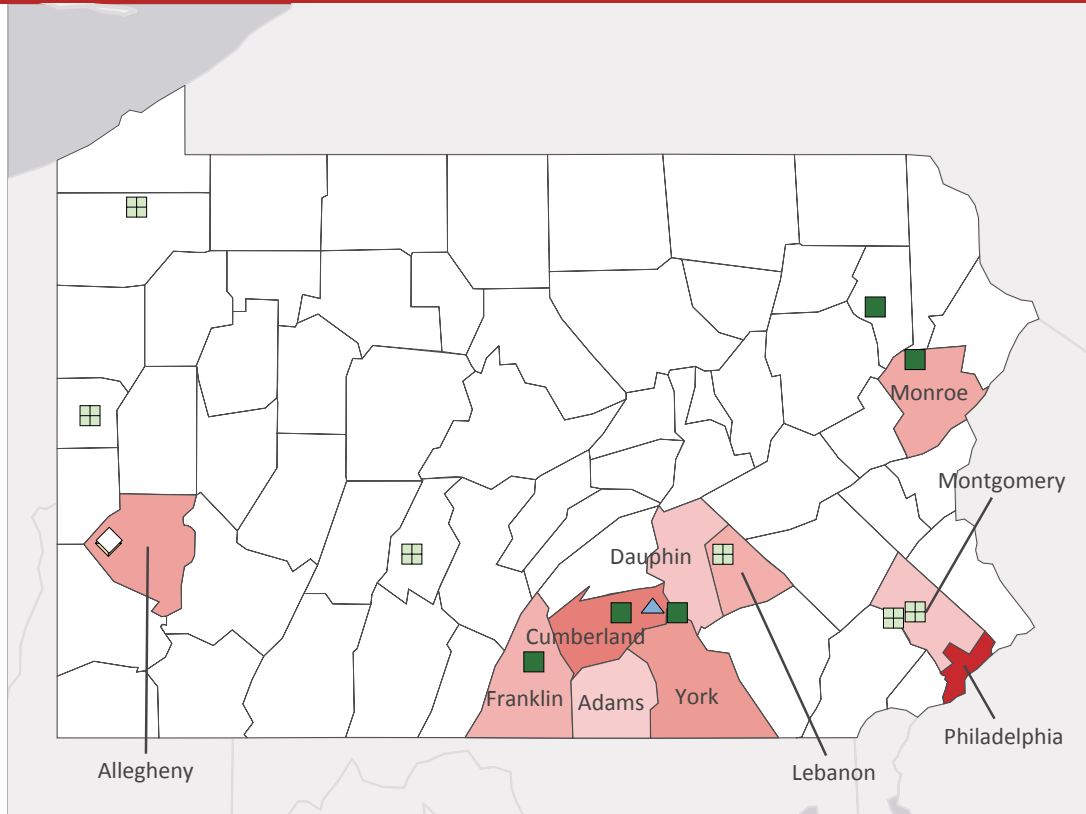 Monroe
Montgomery
Dauphin
Cumberland
Franklin
Adams
York
Philadelphia
Allegheny
Lebanon